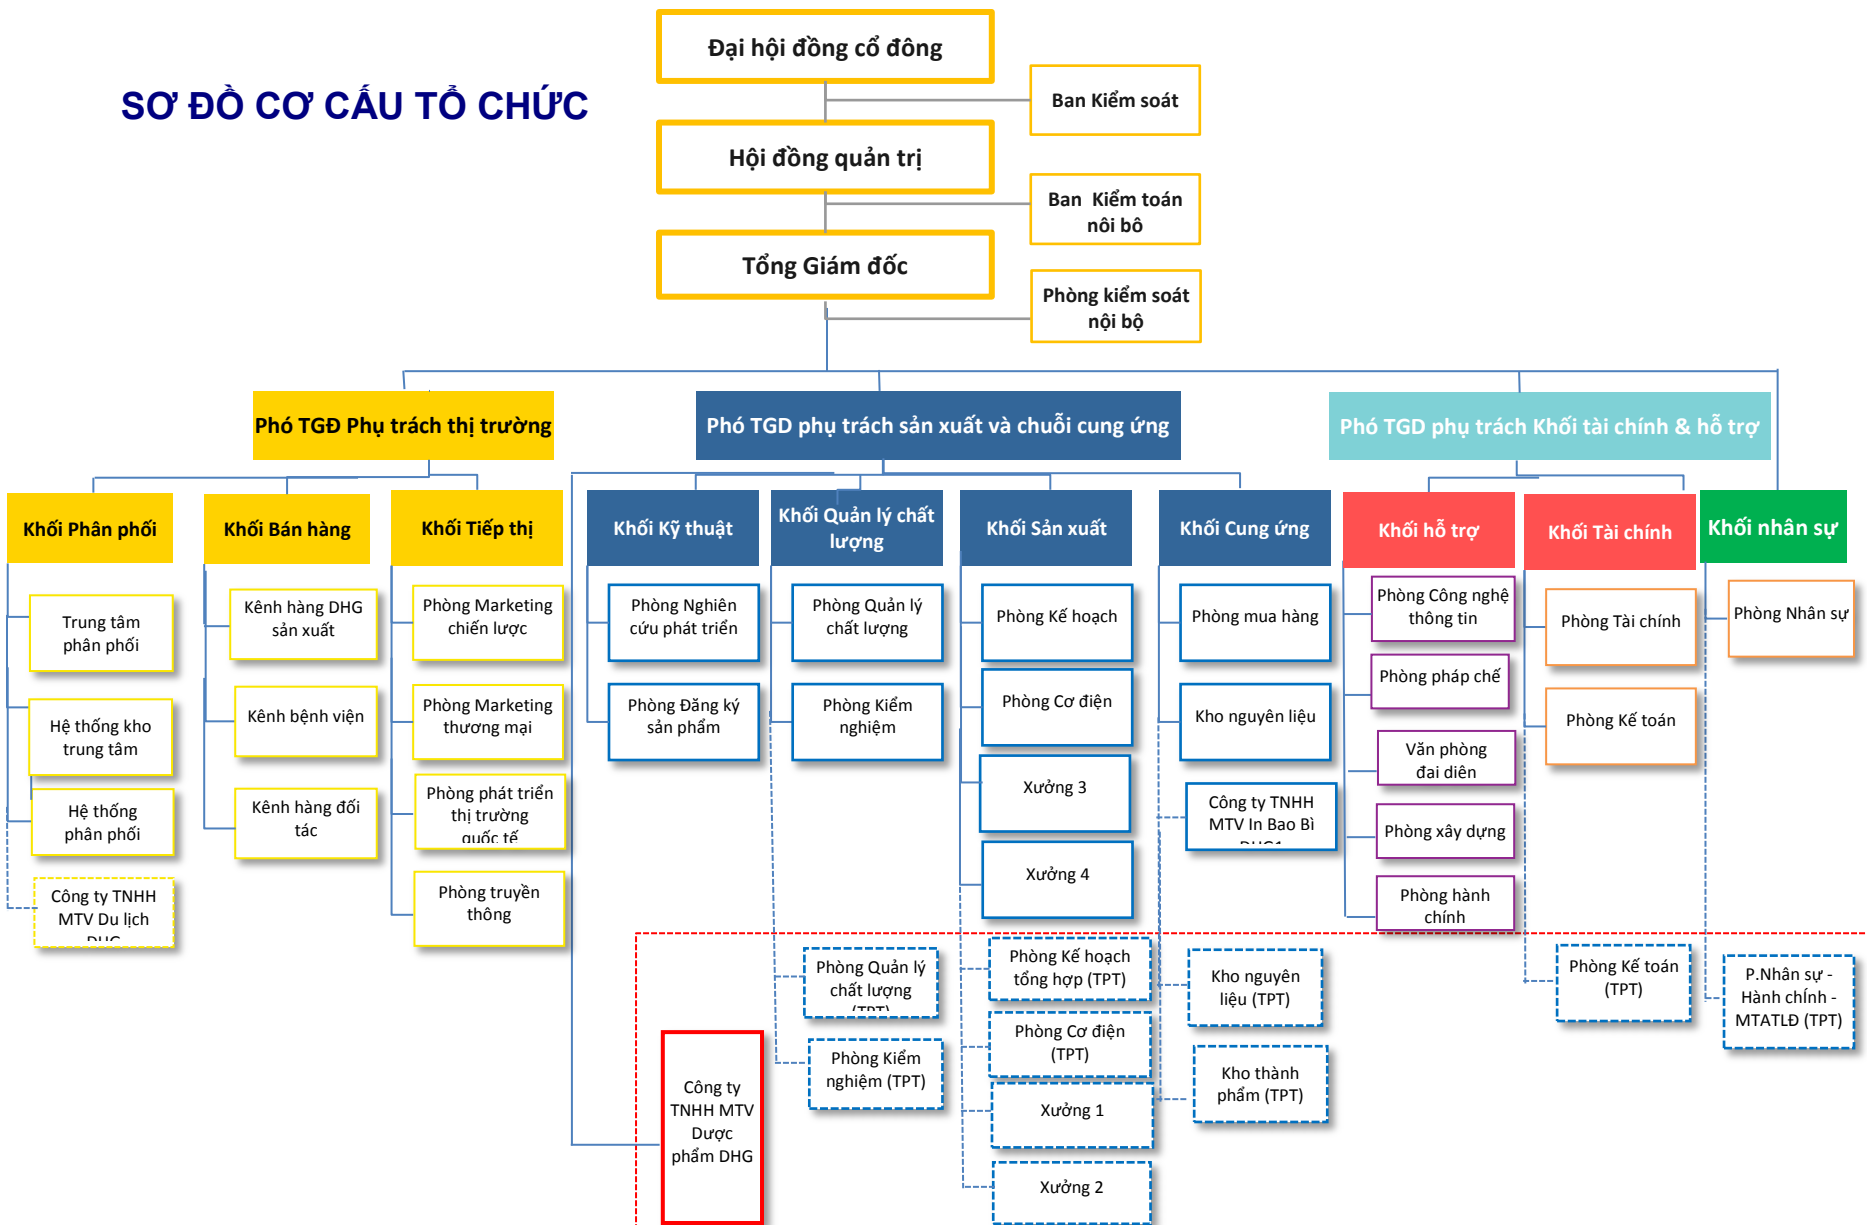 SƠ ĐỒ CƠ CẤU TỔ CHỨC
Đại hội đồng cổ đông
Ban Kiểm soát
Hội đồng quản trị
Ban Kiểm toán
nôi bô
Tổng Giám đốc
Phòng kiểm soát
nội bộ
Phó TGĐ Phụ trách thị trường
Phó TGD phụ trách sản xuất và chuỗi cung ứng
Phó TGD phụ trách Khối tài chính & hỗ trợ
Khối Phân phối
Khối Bán hàng
Khối Tiếp thị
Khối Kỹ thuật
Khối Quản lý chất
lượng
Khối Sản xuất
Khối Cung ứng
Khối hỗ trợ
Khối Tài chính
Khối nhân sự
Trung tâm
phân phối
Hệ thống kho
trung tâm
Hệ thống
phân phối
Công ty TNHH
MTV Du lịch
DHG
Kênh hàng DHG
sản xuất
Kênh bệnh viện
Kênh hàng đối
tác
Phòng Marketing
chiến lược
Phòng Marketing
thương mại
Phòng phát triển
thị trường
quốc tế
Phòng truyền
thông
Phòng Nghiên
cứu phát triển
Phòng Đăng ký
sản phẩm
Phòng Quản lý
chất lượng
Phòng Kiểm
nghiệm
Phòng Kế hoạch
Phòng Cơ điện
Xưởng 3
Xưởng 4
Phòng mua hàng
Kho nguyên liệu
Công ty TNHH
MTV In Bao Bì
DHG1
Phòng Công nghệ
thông tin
Phòng pháp chế
Văn phòng
đai diên
Phòng xây dựng
Phòng hành
chính
Phòng Tài chính
Phòng Kế toán
Phòng Nhân sự
Công ty
TNHH MTV
Dược
phẩm DHG
Phòng Quản lý
chất lượng
(TPT)
Phòng Kiểm
nghiệm (TPT)
Phòng Kế hoạch
tổng hợp (TPT)
Phòng Cơ điện
(TPT)
Xưởng 1
Xưởng 2
Kho nguyên
liệu (TPT)
Kho thành
phẩm (TPT)
Phòng Kế toán
(TPT)
P.Nhân sự -
Hành chính -
MTATLĐ (TPT)